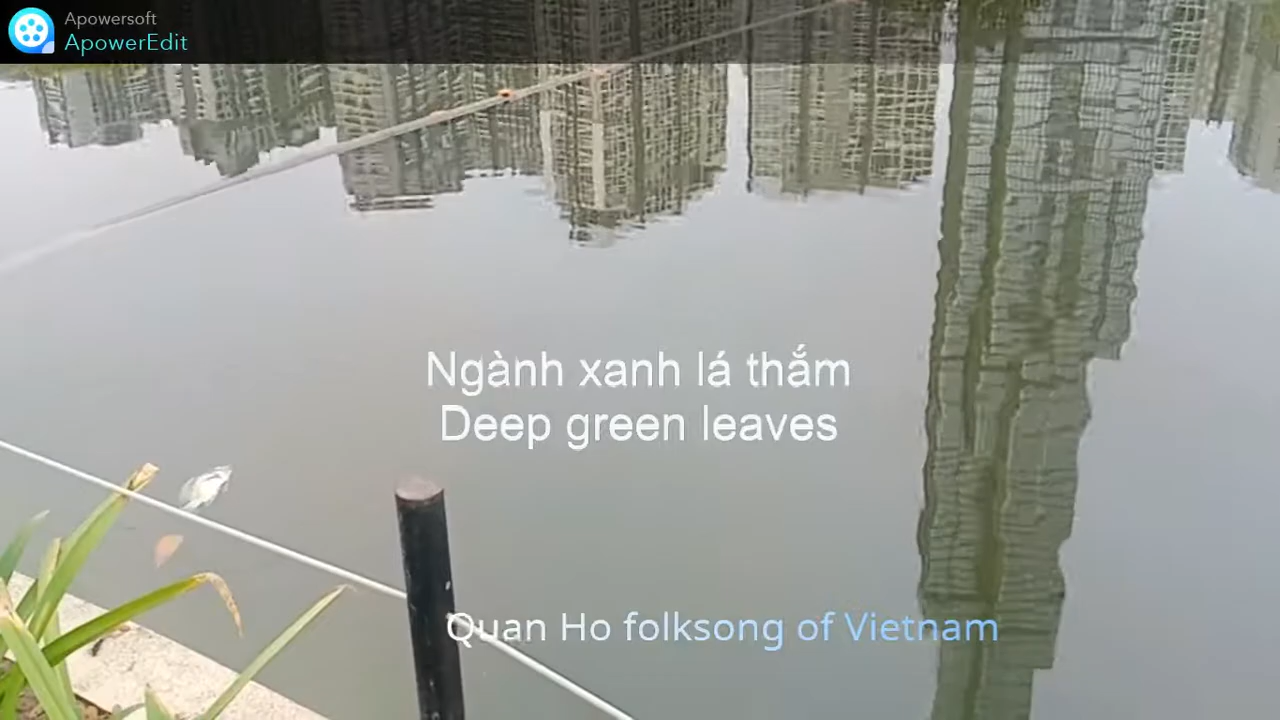 Apowersoft
ApowerEdit
Ngành xanh lá thắm
Deep green leaves
Quan Ho folksong of Vietnam